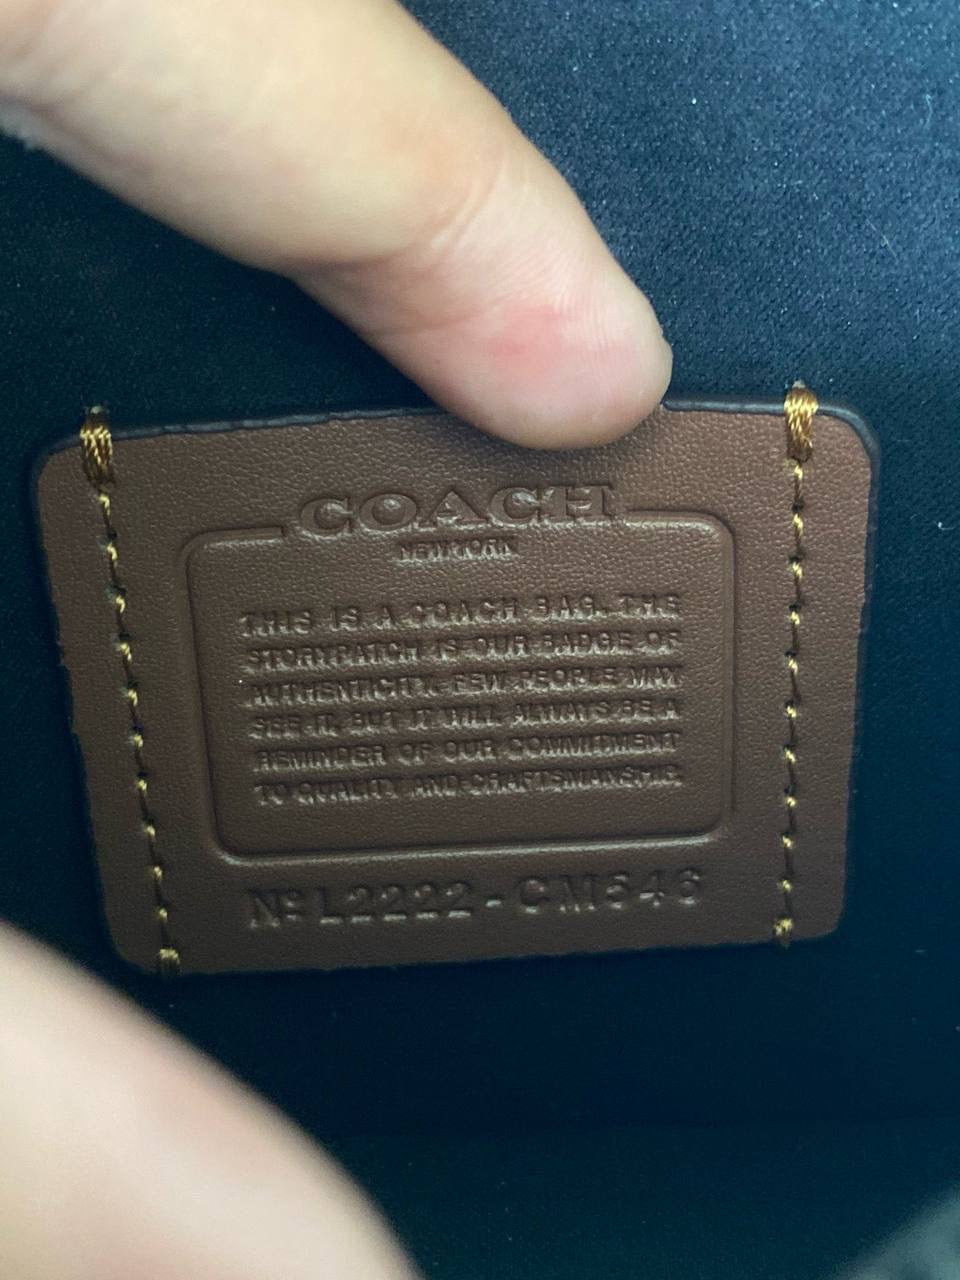 COACH
NEW YORK
THIS IS A COACH BAG. THE
STORYPATCH IS OUR BADGE OF
AUTHENTICITY. FEW PEOPLE MAY
SEE IT, BUT IT WILL ALWAYS BE A
REMINDER OF OUR COMMITMENT
TO QUALITY AND CRAFTSMANSHIP.
Nº L2222-CM546